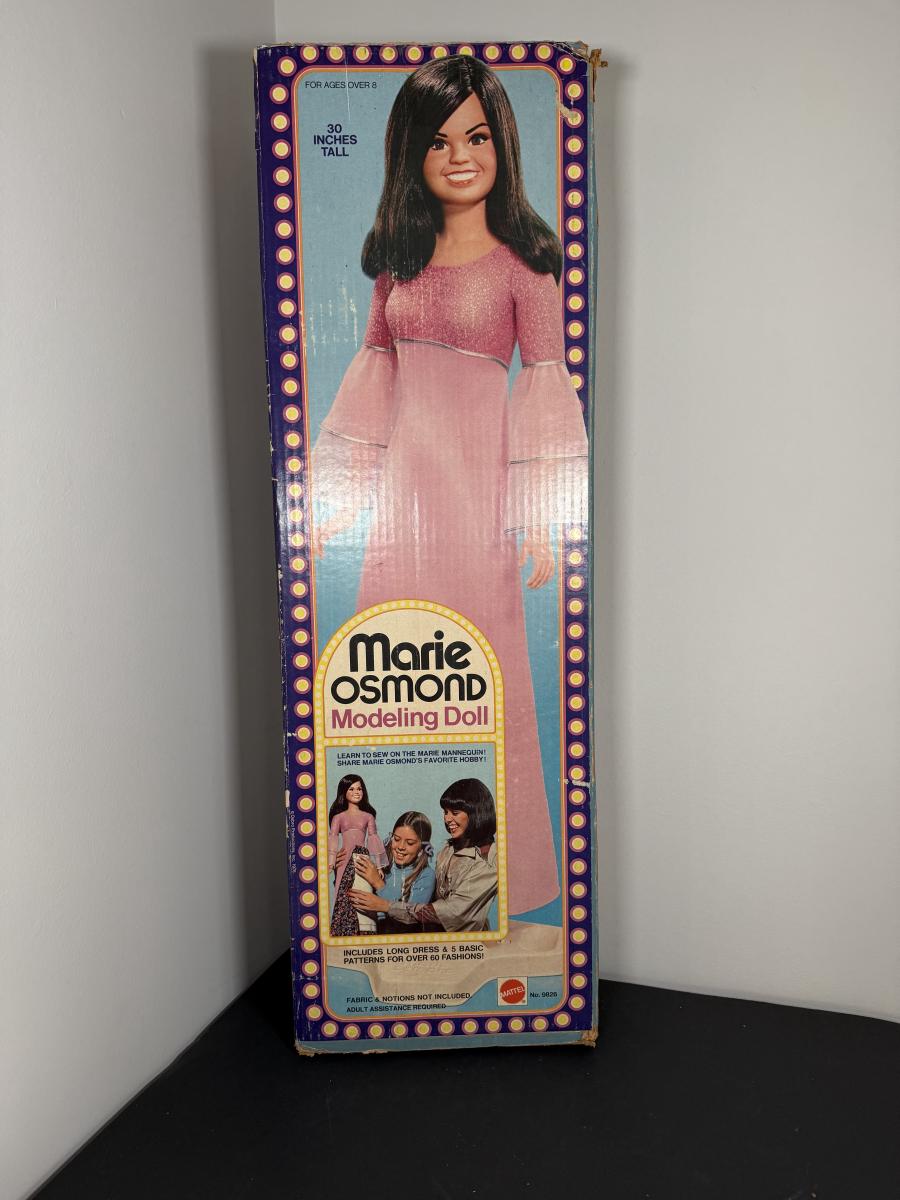 FOR AGES OVER 8
30
INCHES
TALL
Marie
OSMOND
Modeling Doll
LEARN TO SEW ON THE MARIE MANNEQUIN!
SHARE MARIE OSMOND'S FAVORITE HOBBY!
INCLUDES LONG DRESS & 5 BASIC
PATTERNS FOR OVER 60 FASHIONS!
FABRIC & NOTIONS NOT INCLUDED.
ADULT ASSISTANCE REQUIRED
MATTEL
No. 9826